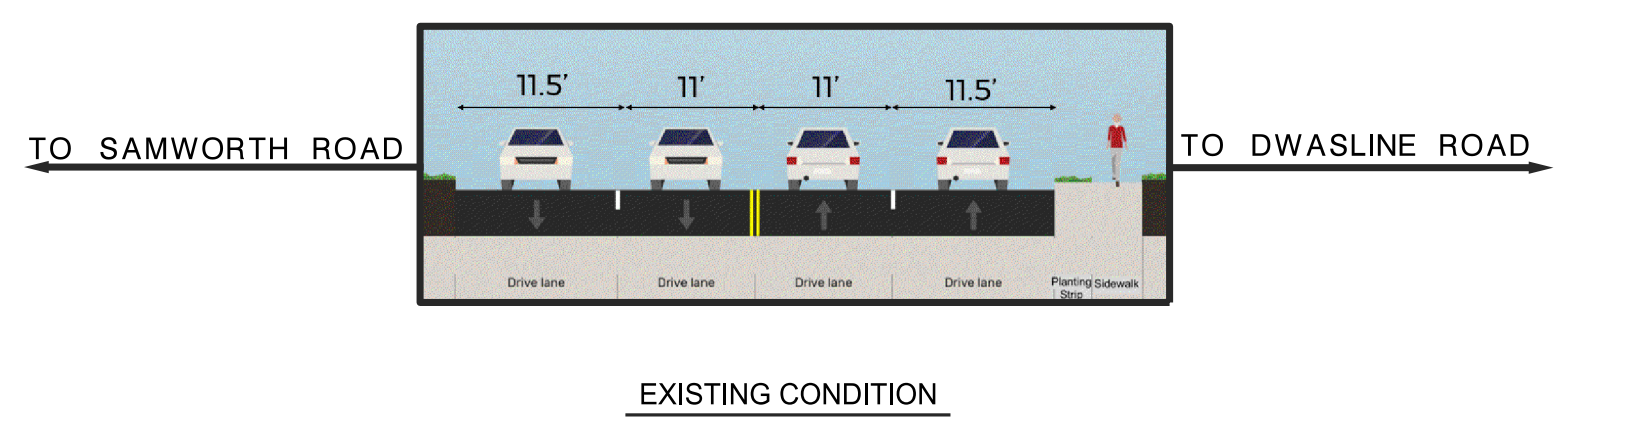 11.5’ 11’ 11’ 11.5’
TO SAMWORTH ROAD
TO DWASLINE ROAD
Drive lane Drive lane Drive lane Drive lane Planting Strip Sidewalk
EXISTING CONDITION